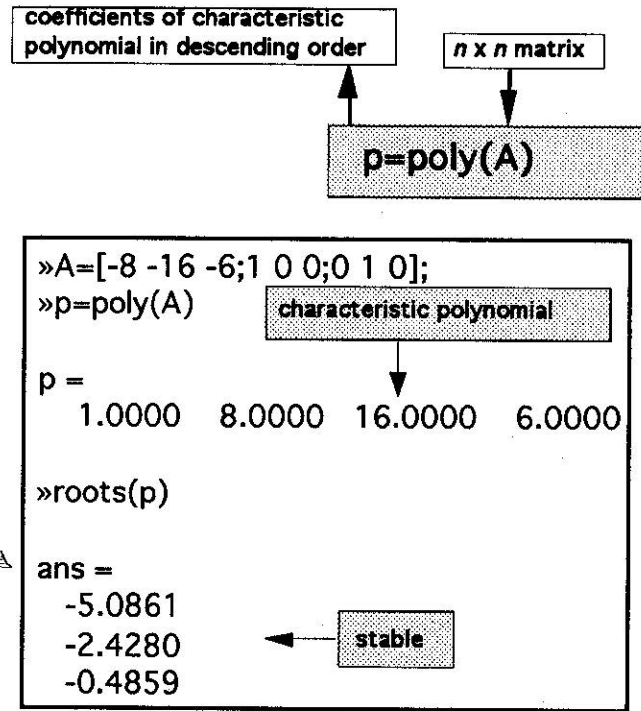 coefficients of characteristic
polynomial in descending order
n x n matrix
p=poly(A)
»A=[-8 -16 -6;1 0 0;0 1 0];
»p=poly(A)
characteristic polynomial
p =
1.0000 8.0000 16.0000 6.0000
»roots(p)
A
ans =
-5.0861
-2.4280
stable
-0.4859